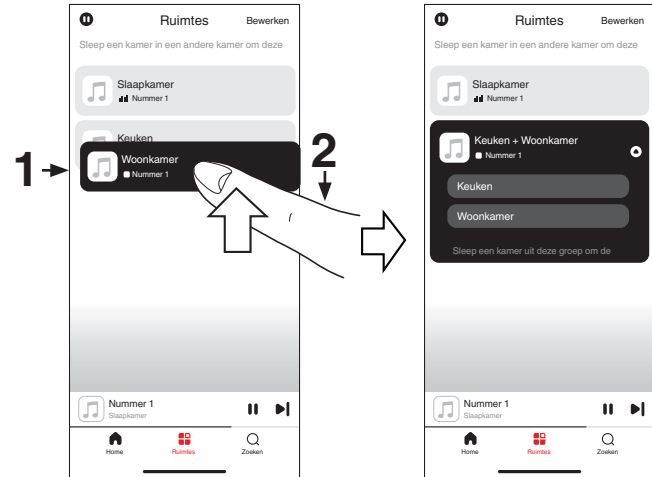 Ruimtes
Bewerken
Sleep een kamer in een andere kamer om deze
Slaapkamer
Nummer 1
Keuken
Woonkamer
Nummer 1
1
2
Nummer 1
Slaapkamer
Home
Ruimtes
Zoeken
Ruimtes
Bewerken
Sleep een kamer in een andere kamer om deze
Slaapkamer
Nummer 1
Keuken + Woonkamer
Nummer 1
Keuken
Woonkamer
Sleep een kamer uit deze groep om de
Nummer 1
Slaapkamer
Home
Ruimtes
Zoeken